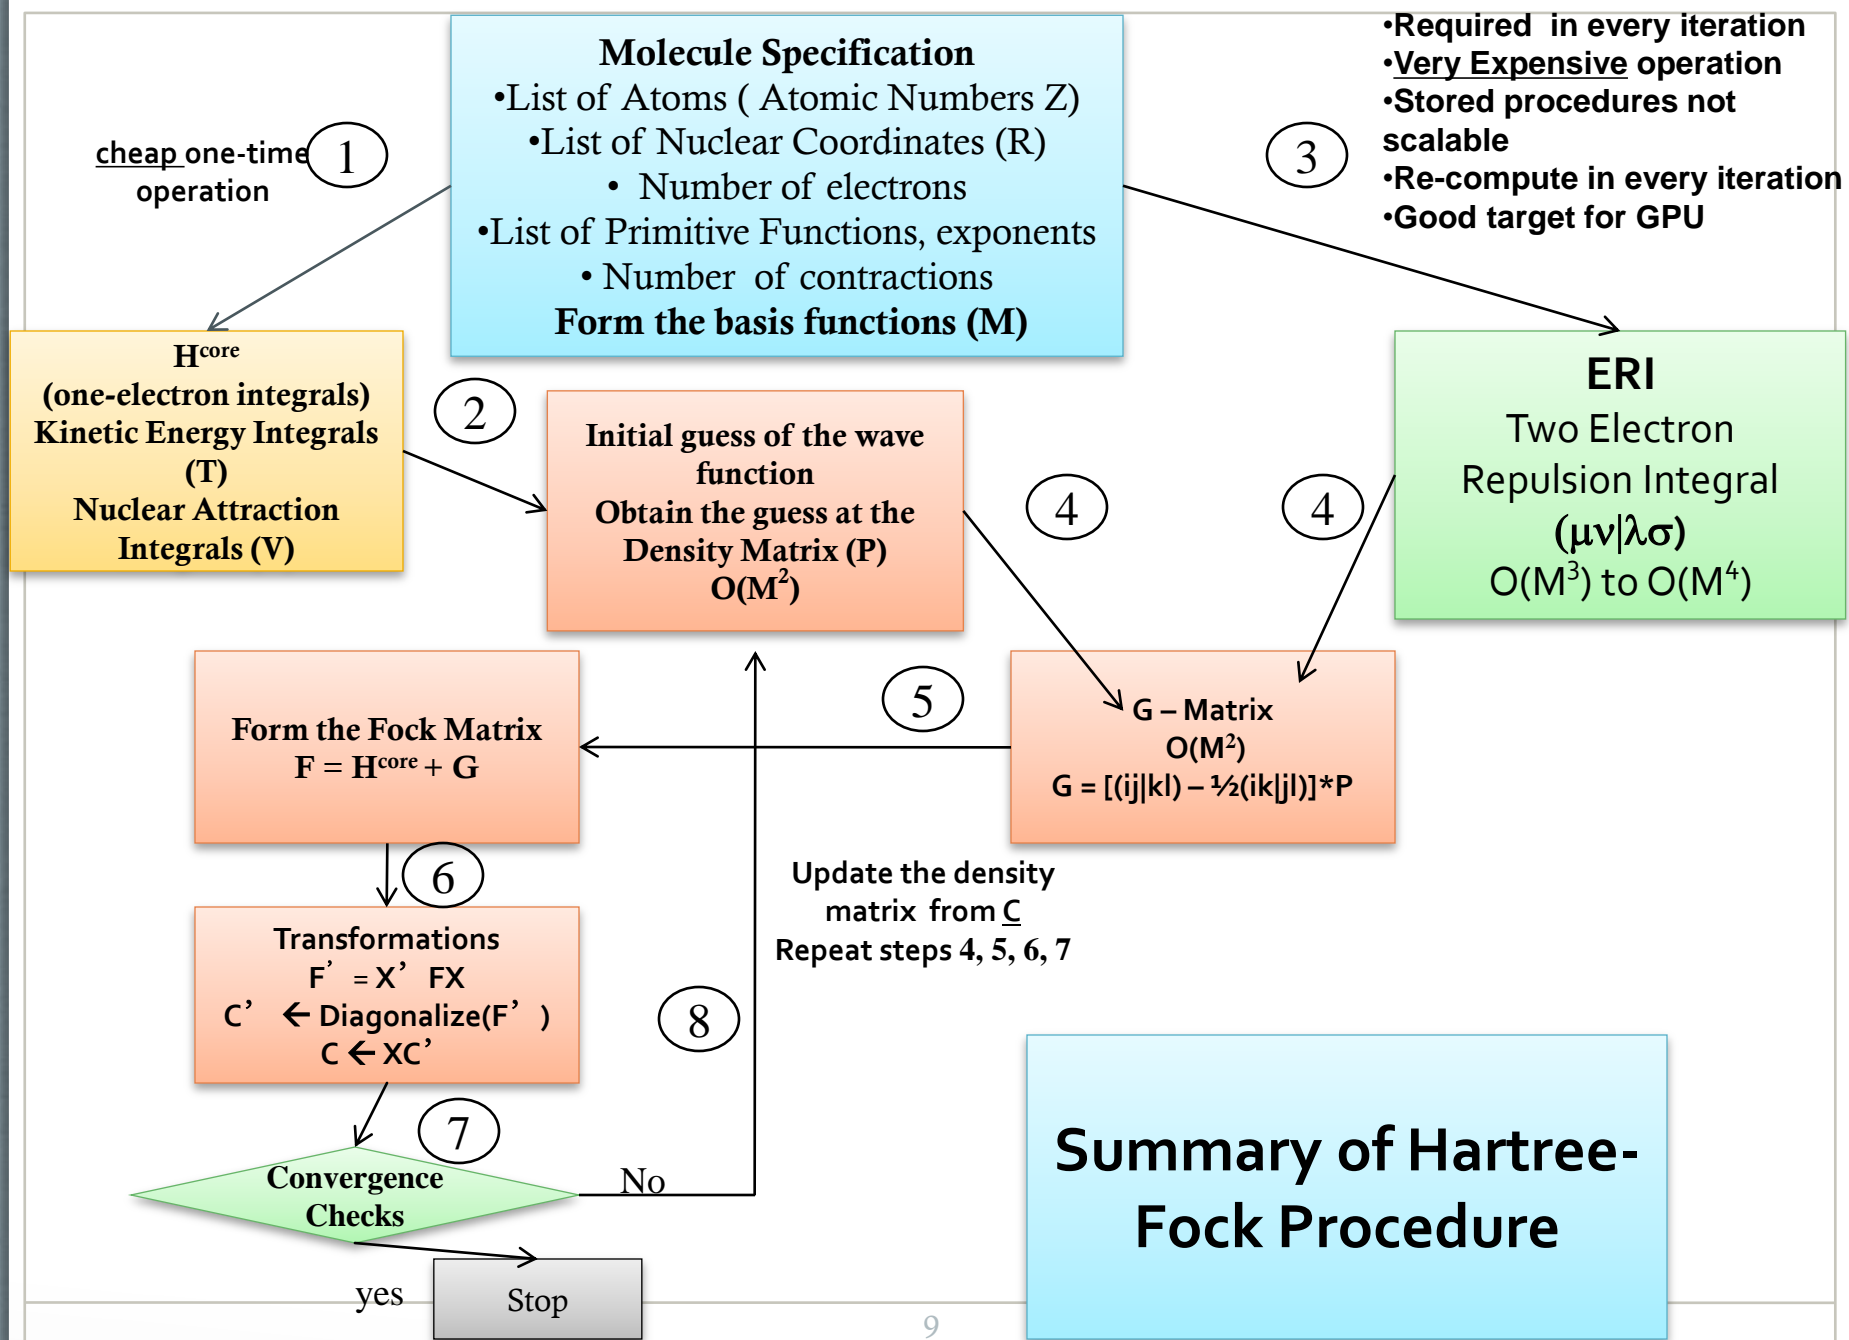 Molecule Specification
•List of Atoms ( Atomic Numbers Z)
•List of Nuclear Coordinates (R)
• Number of electrons
•List of Primitive Functions, exponents
• Number of contractions
Form the basis functions (M)
•Required in every iteration
•Very Expensive operation
•Stored procedures not
scalable
•Re-compute in every iteration
•Good target for GPU
cheap one-time
operation
1
3
H^core
(one-electron integrals)
Kinetic Energy Integrals
(T)
Nuclear Attraction
Integrals (V)
2
Initial guess of the wave
function
Obtain the guess at the
Density Matrix (P)
O(M²)
4
4
ERI
Two Electron
Repulsion Integral
(μν|λσ)
O(M³) to O(M⁴)
Form the Fock Matrix
F = H^core + G
5
G – Matrix
O(M²)
G = [(ij|kl) – ½(ik|jl)]*P
6
Update the density
matrix from C
Repeat steps 4, 5, 6, 7
Transformations
F’ = X’ FX
C’ ← Diagonalize(F’ )
C ← XC’
8
7
Convergence
Checks
No
yes
Stop
Summary of Hartree-
Fock Procedure
9